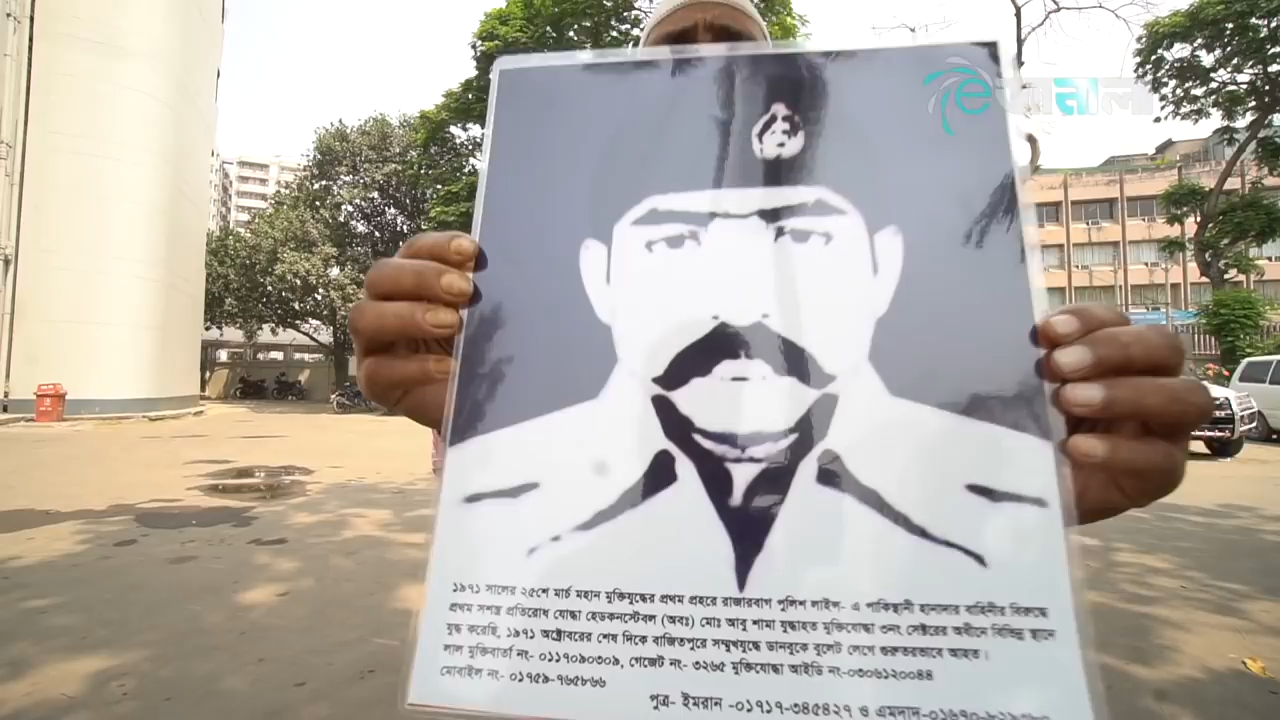 eখানীলা
১৯৭১ সালের ২৫শে মার্চ মহান মুক্তিযুদ্ধের প্রথম প্রহরে রাজারবাগ পুলিশ লাইন্স- এ পাকিস্থানী হানাদার বাহিনীর বিরুদ্ধে
প্রথম সশস্ত্র প্রতিরোধ যোদ্ধা হেডকনস্টেবল (অবঃ) মোঃ আবু শামা যুদ্ধাহত মুক্তিযোদ্ধা ৩নং সেক্টরের অধীনে বিভিন্ন স্থানে
যুদ্ধ করেছি, ১৯৭১ অক্টোবরের শেষ দিকে বাজিতপুরে সম্মুখযুদ্ধে ডানবুকে বুলেট লেগে গুরুতরভাবে আহত।
লাল মুক্তিবার্তা নং- ০১১৭০৯০৩০৯, গেজেট নং- ৩২৬৫ মুক্তিযোদ্ধা আইডি নং-০৩০৬১২০০৪৪
মোবাইল নং- ০১৭৫৯-৭৬৫৮৬৬
পুত্র- ইমরান -০১৭১৭-৩৪৫৪২৭ ও এমদাদ